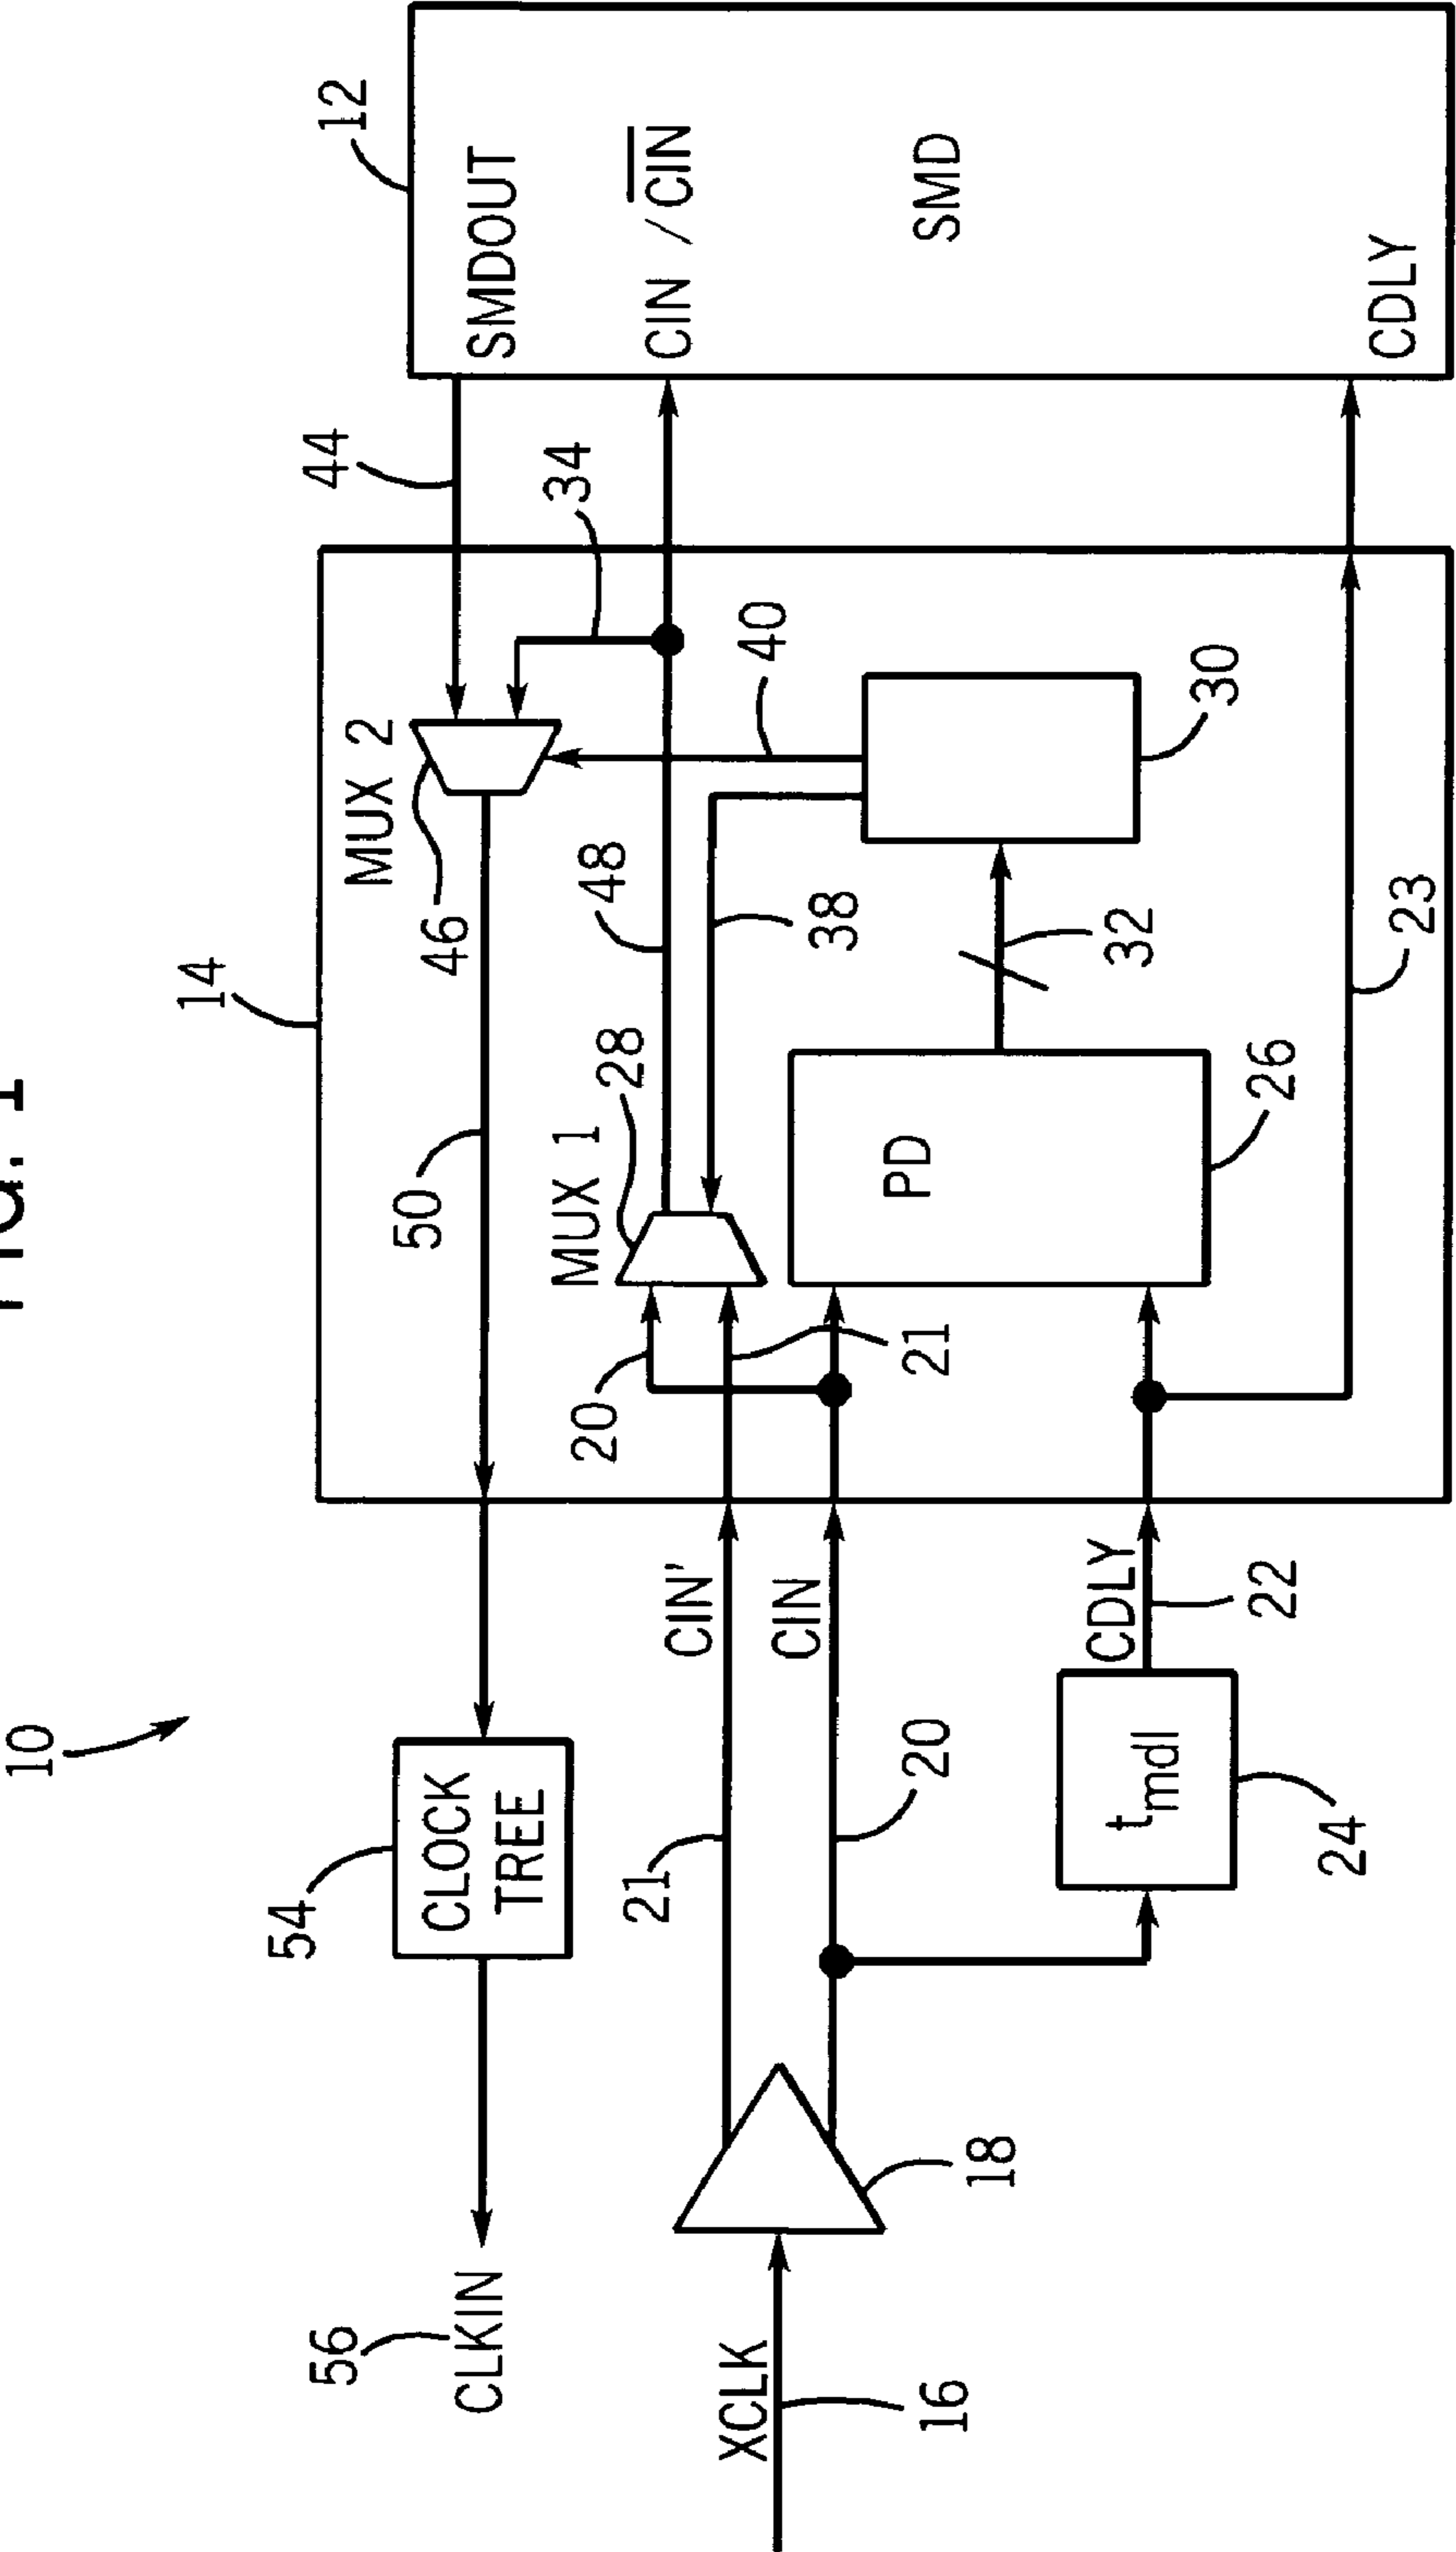 FIG. 1
10
14
12
54
CLOCK
TREE
56
CLKIN
50
MUX 2
46
44
SMDOUT
34
CIN / C̅I̅N̅
SMD
CDLY
MUX 1
28
48
38
40
20
21
21
CIN'
CIN
20
PD
26
32
30
XCLK
16
18
tmdl
24
CDLY
22
23